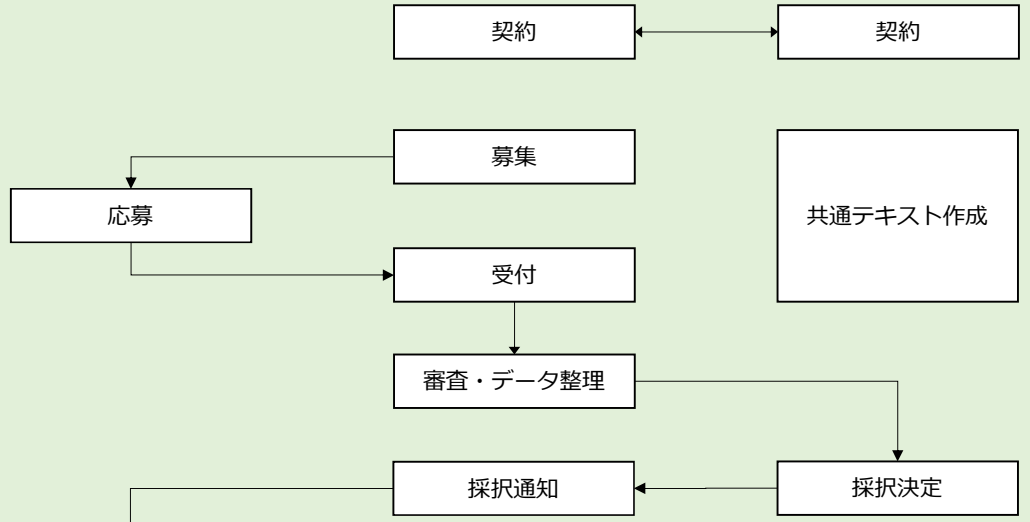 契約
契約
募集
共通テキスト作成
応募
受付
審査・データ整理
採択通知
採択決定